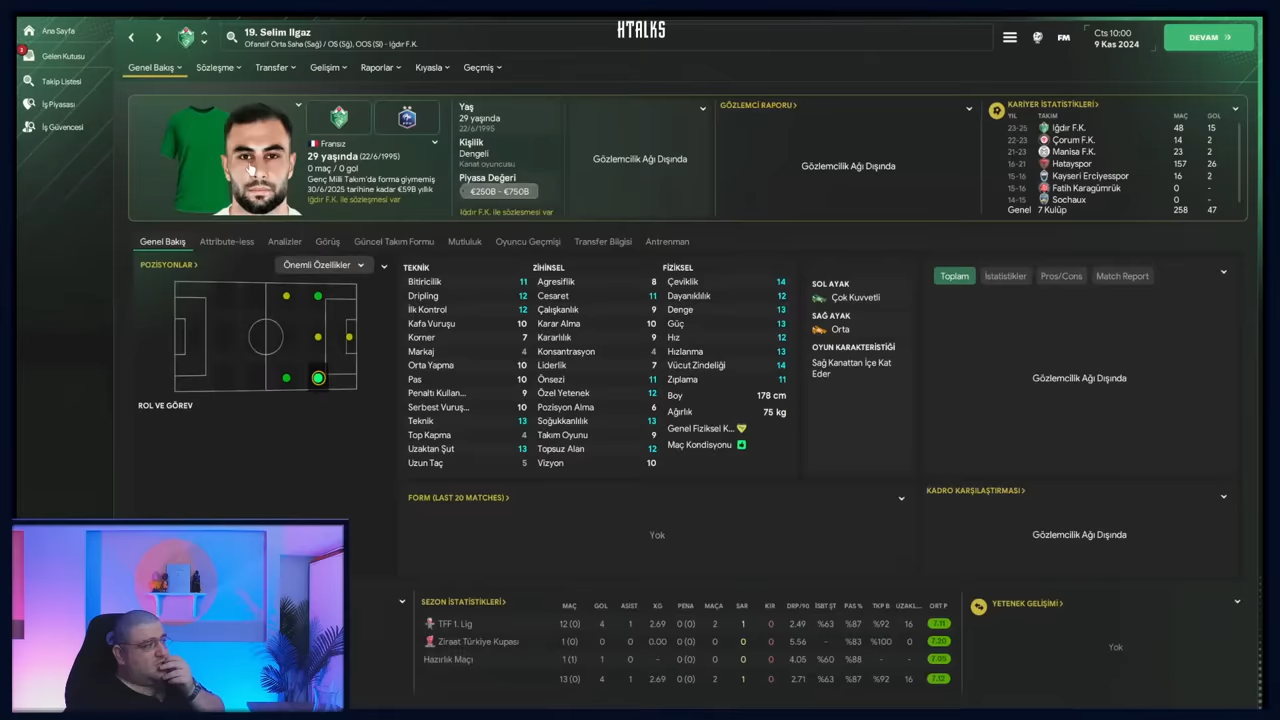 HTALKS
Ana Sayfa
1
Gelen Kutusu
Takip Listesi
İş Piyasası
İş Güvencesi
19. Selim Ilgaz
Ofansif Orta Saha (Sağ) / OS (Sğ), OOS (Sl) - Iğdır F.K.
FM
Cts 10:00
9 Kas 2024
DEVAM
Genel Bakış
Sözleşme
Transfer
Gelişim
Raporlar
Kıyasla
Geçmiş
Fransız
29 yaşında (22/6/1995)
0 maç / 0 gol
Genç Milli Takım'da forma giymemiş
30/6/2025 tarihine kadar €59B yıllık
Iğdır F.K. ile sözleşmesi var
Yaş
29 yaşında
22/6/1995
Kişilik
Dengeli
Kanat oyuncusu
Piyasa Değeri
€250B - €750B
Iğdır F.K. ile sözleşmesi var
Gözlemcilik Ağı Dışında
GÖZLEMCİ RAPORU >
Gözlemcilik Ağı Dışında
KARİYER İSTATİSTİKLERİ >
YIL TAKIM MAÇ GOL
23-25 Iğdır F.K. 48 15
22-23 Çorum F.K. 14 2
21-23 Manisa F.K. 23 2
16-21 Hatayspor 157 26
15-16 Kayseri Erciyesspor 16 2
15-16 Fatih Karagümrük 0 -
14-15 Sochaux 0 -
Genel 7 Kulüp 258 47
Genel Bakış
Attribute-less
Analizler
Görüş
Güncel Takım Formu
Mutluluk
Oyuncu Geçmişi
Transfer Bilgisi
Antrenman
POZİSYONLAR >
Önemli Özellikler
ROL VE GÖREV
TEKNİK
Bitiricilik 11
Dripling 12
İlk Kontrol 12
Kafa Vuruşu 10
Korner 7
Markaj 4
Orta Yapma 10
Pas 10
Penaltı Kullan... 9
Serbest Vuruş... 10
Teknik 13
Top Kapma 4
Uzaktan Şut 13
Uzun Taç 5
ZİHİNSEL
Agresiflik 8
Cesaret 11
Çalışkanlık 9
Karar Alma 10
Kararlılık 9
Konsantrasyon 4
Liderlik 7
Önsezi 11
Özel Yetenek 12
Pozisyon Alma 6
Soğukkanlılık 13
Takım Oyunu 9
Topsuz Alan 12
Vizyon 10
FİZİKSEL
Çeviklik 14
Dayanıklılık 12
Denge 13
Güç 13
Hız 12
Hızlanma 13
Vücut Zindeliği 14
Zıplama 11
Boy 178 cm
Ağırlık 75 kg
Genel Fiziksel K...
Maç Kondisyonu
SOL AYAK
Çok Kuvvetli
SAĞ AYAK
Orta
OYUN KARAKTERİSTİĞİ
Sağ Kanattan İçe Kat
Eder
Toplam
İstatistikler
Pros/Cons
Match Report
Gözlemcilik Ağı Dışında
FORM (LAST 20 MATCHES) >
Yok
KADRO KARŞILAŞTIRMASI >
Gözlemcilik Ağı Dışında
SEZON İSTATİSTİKLERİ > MAÇ GOL ASİST XG PENA MAÇA SAR KIR DRP/90 İSBT ŞT PAS % TKP B UZAKL... ORT P
TFF 1. Lig 12 (0) 4 1 2.69 0 (0) 2 1 0 2.49 %63 %87 %92 16 7.11
Ziraat Türkiye Kupası 1 (0) 0 0 0.00 0 (0) 0 0 0 5.56 - %83 %100 0 7.20
Hazırlık Maçı 1 (1) 1 0 - 0 (0) 0 0 0 4.05 %60 %88 - - 7.05
13 (0) 4 1 2.69 0 (0) 2 1 0 2.71 %63 %87 %92 16 7.12
YETENEK GELİŞİMİ >
Yok